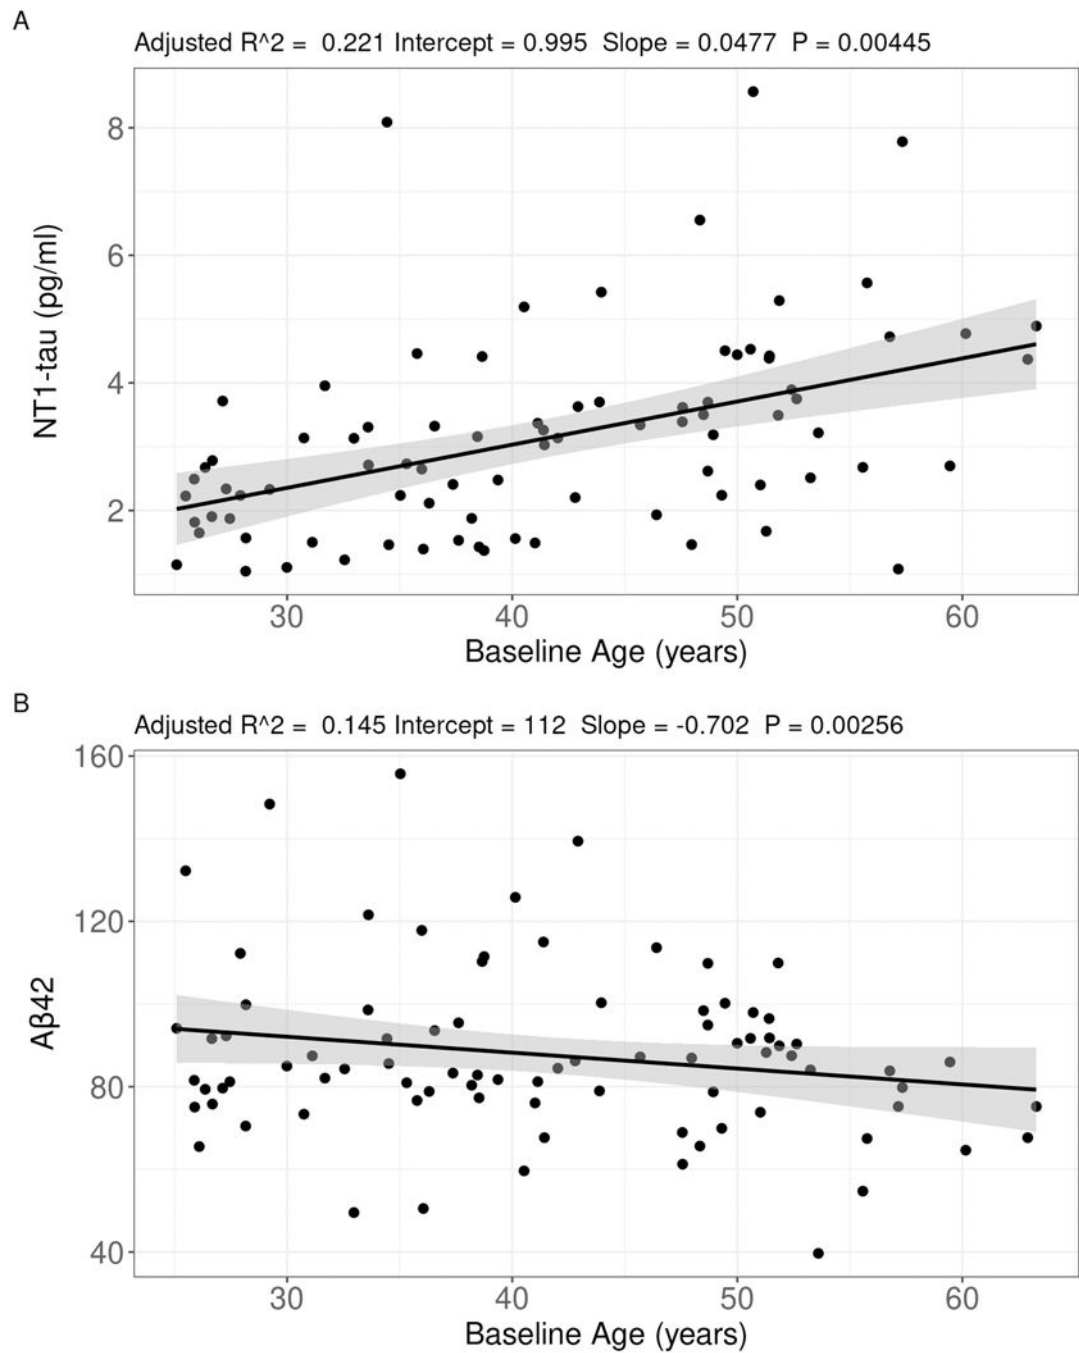 A
Adjusted R^2 =  0.221 Intercept = 0.995  Slope = 0.0477  P = 0.00445
8
6
4
2
NT1-tau (pg/ml)
30 40 50 60
Baseline Age (years)
B
Adjusted R^2 =  0.145 Intercept = 112  Slope = -0.702  P = 0.00256
160
120
80
40
Aβ42
30 40 50 60
Baseline Age (years)